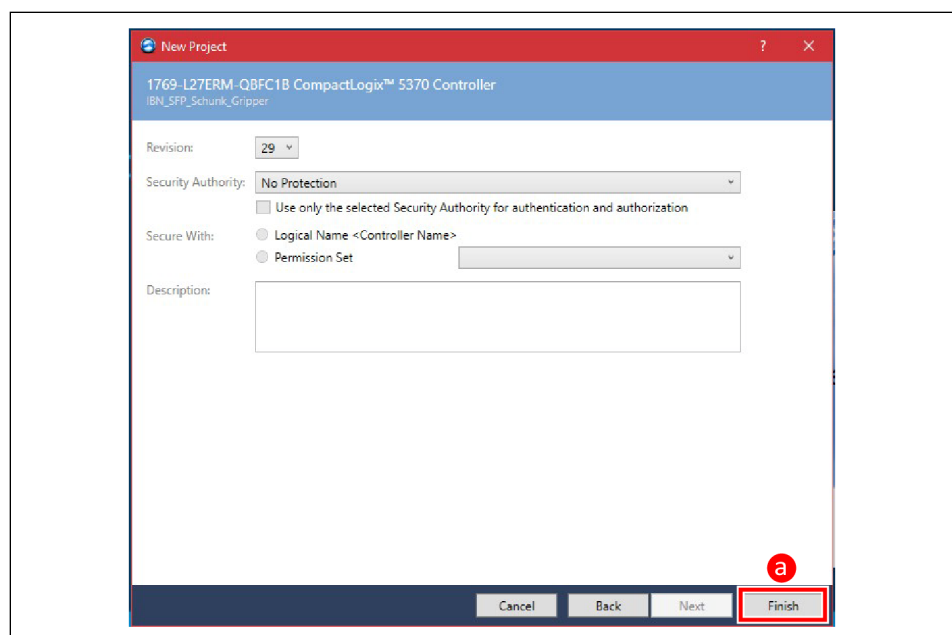 New Project
? ×
1769-L27ERM-QBFC1B CompactLogix™ 5370 Controller
IBN_SFP_Schunk_Gripper
Revision: 29
Security Authority: No Protection
Use only the selected Security Authority for authentication and authorization
Secure With: Logical Name <Controller Name>
Permission Set
Description:
a
Cancel Back Next Finish